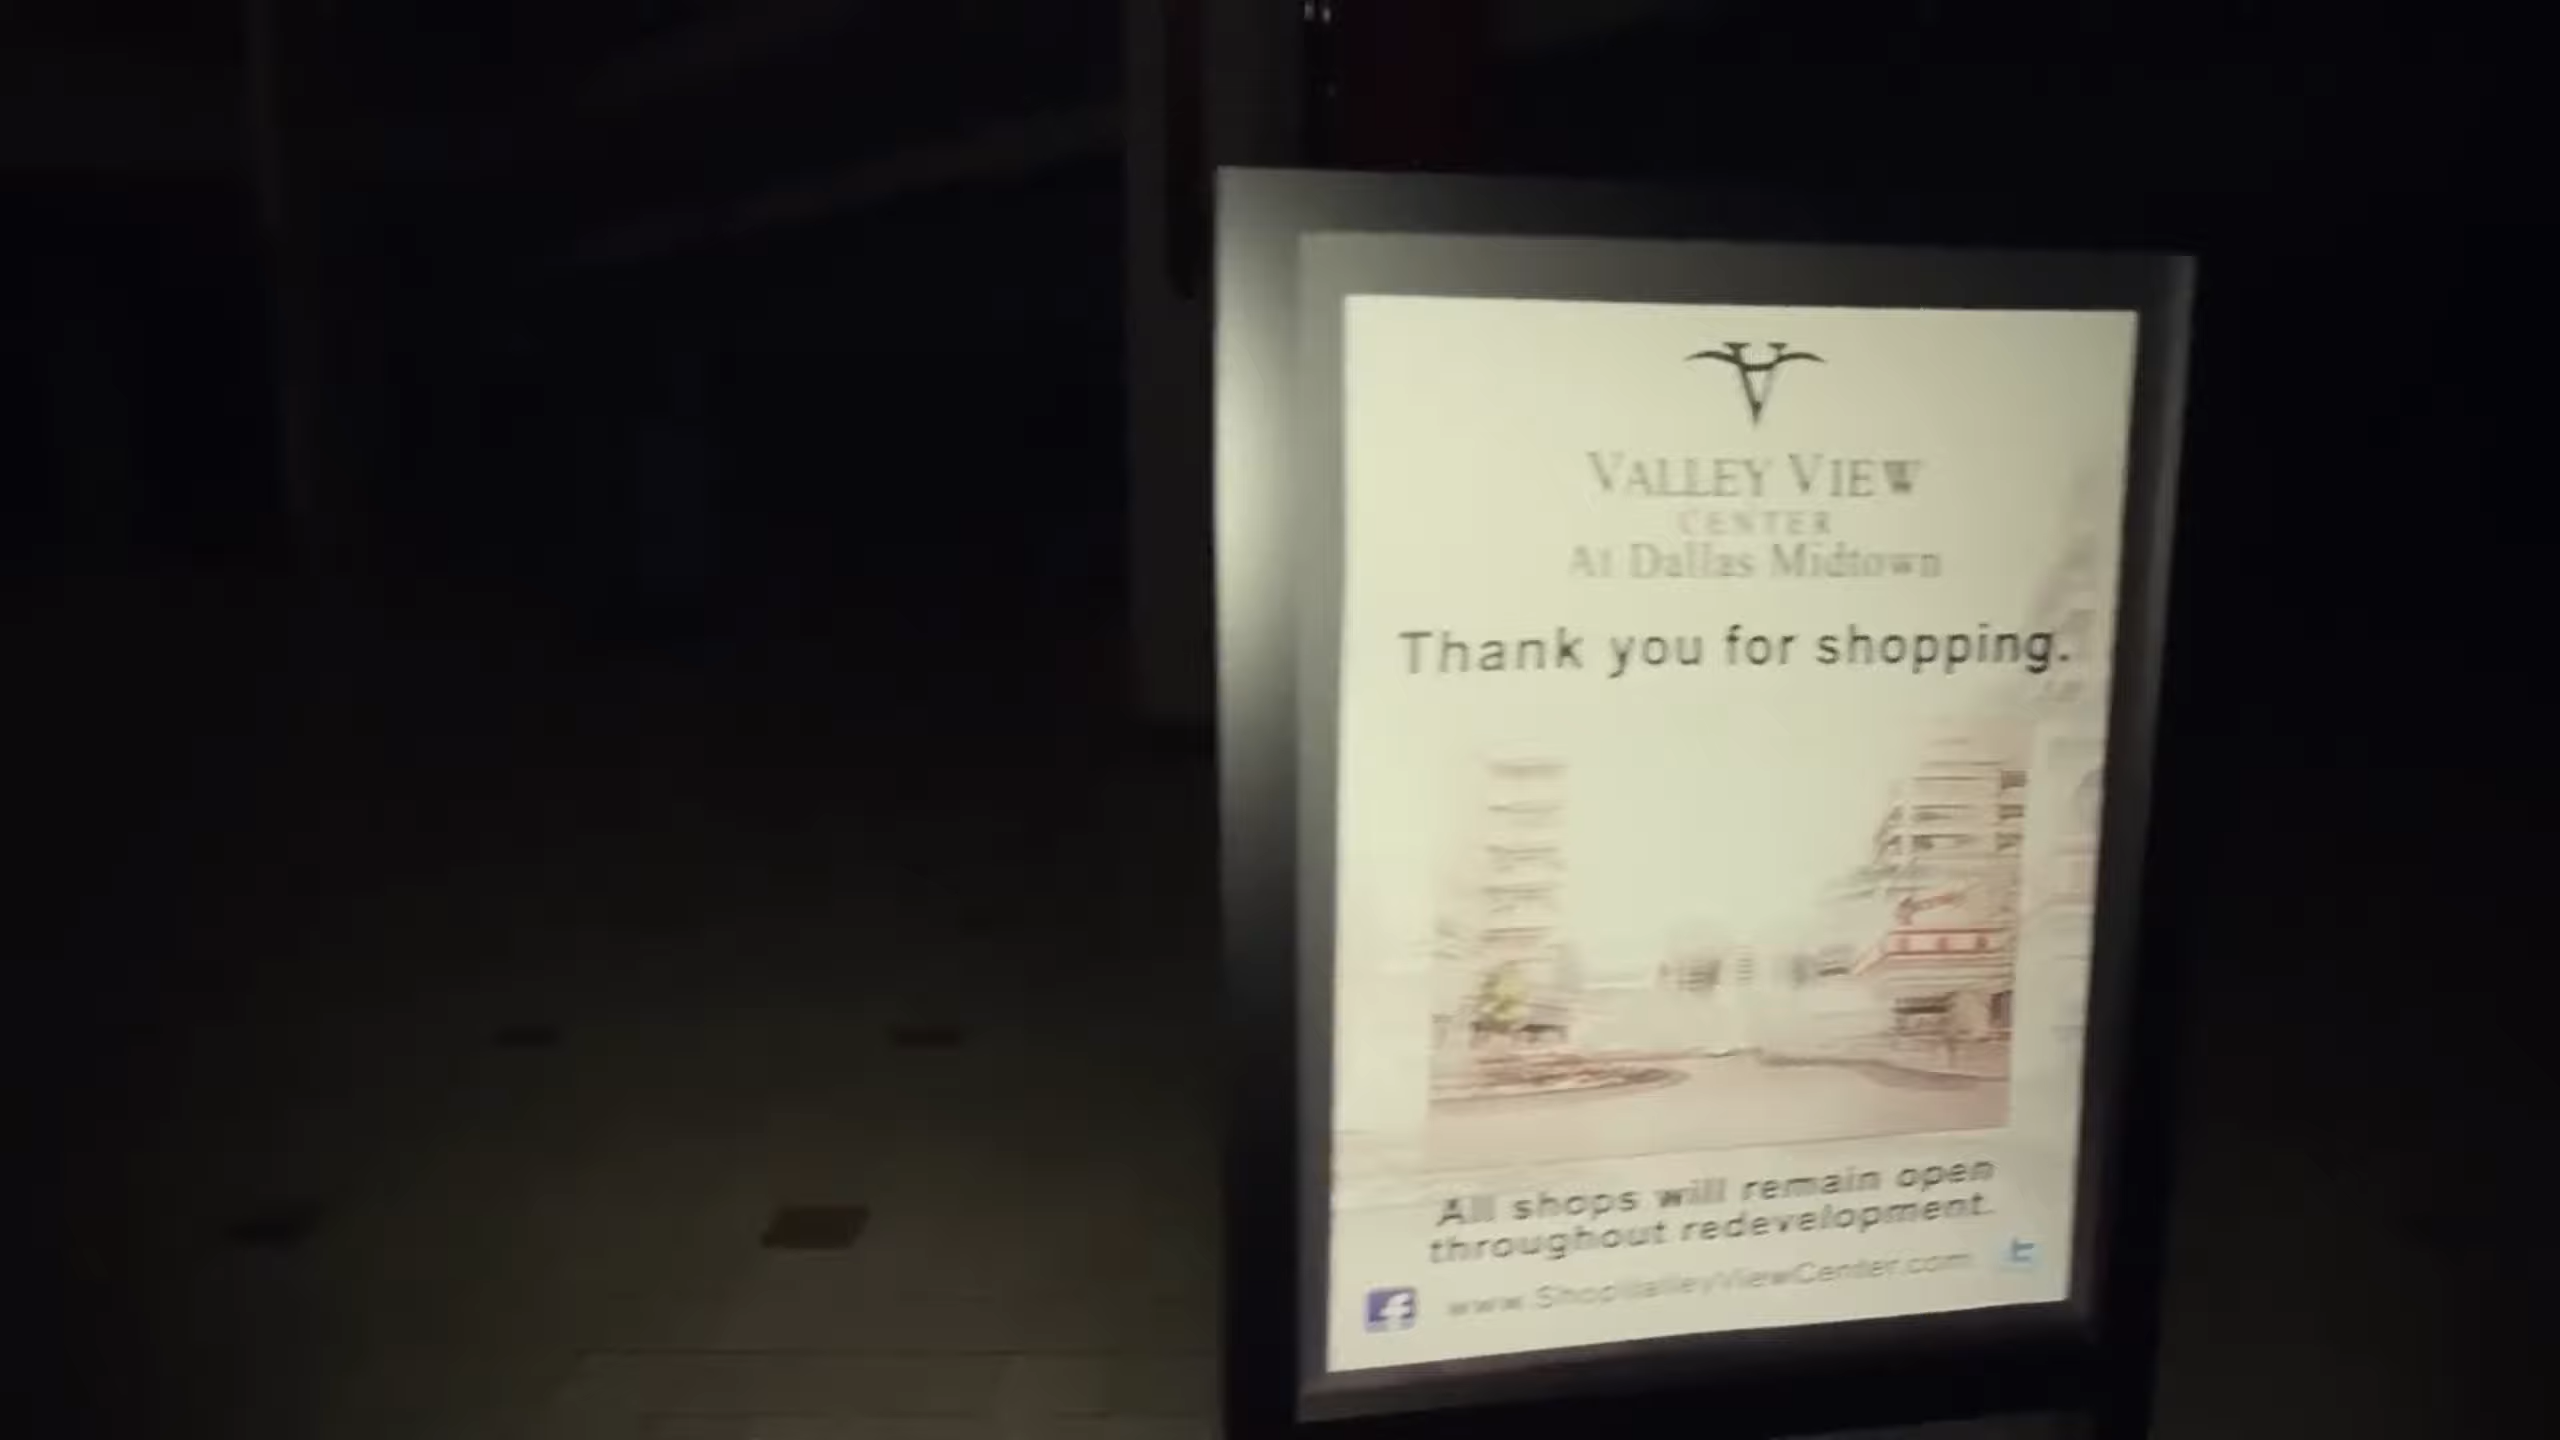 VALLEY VIEW
CENTER
At Dallas Midtown
Thank you for shopping.
All shops will remain open
throughout redevelopment.
www.ShopValleyViewCenter.com